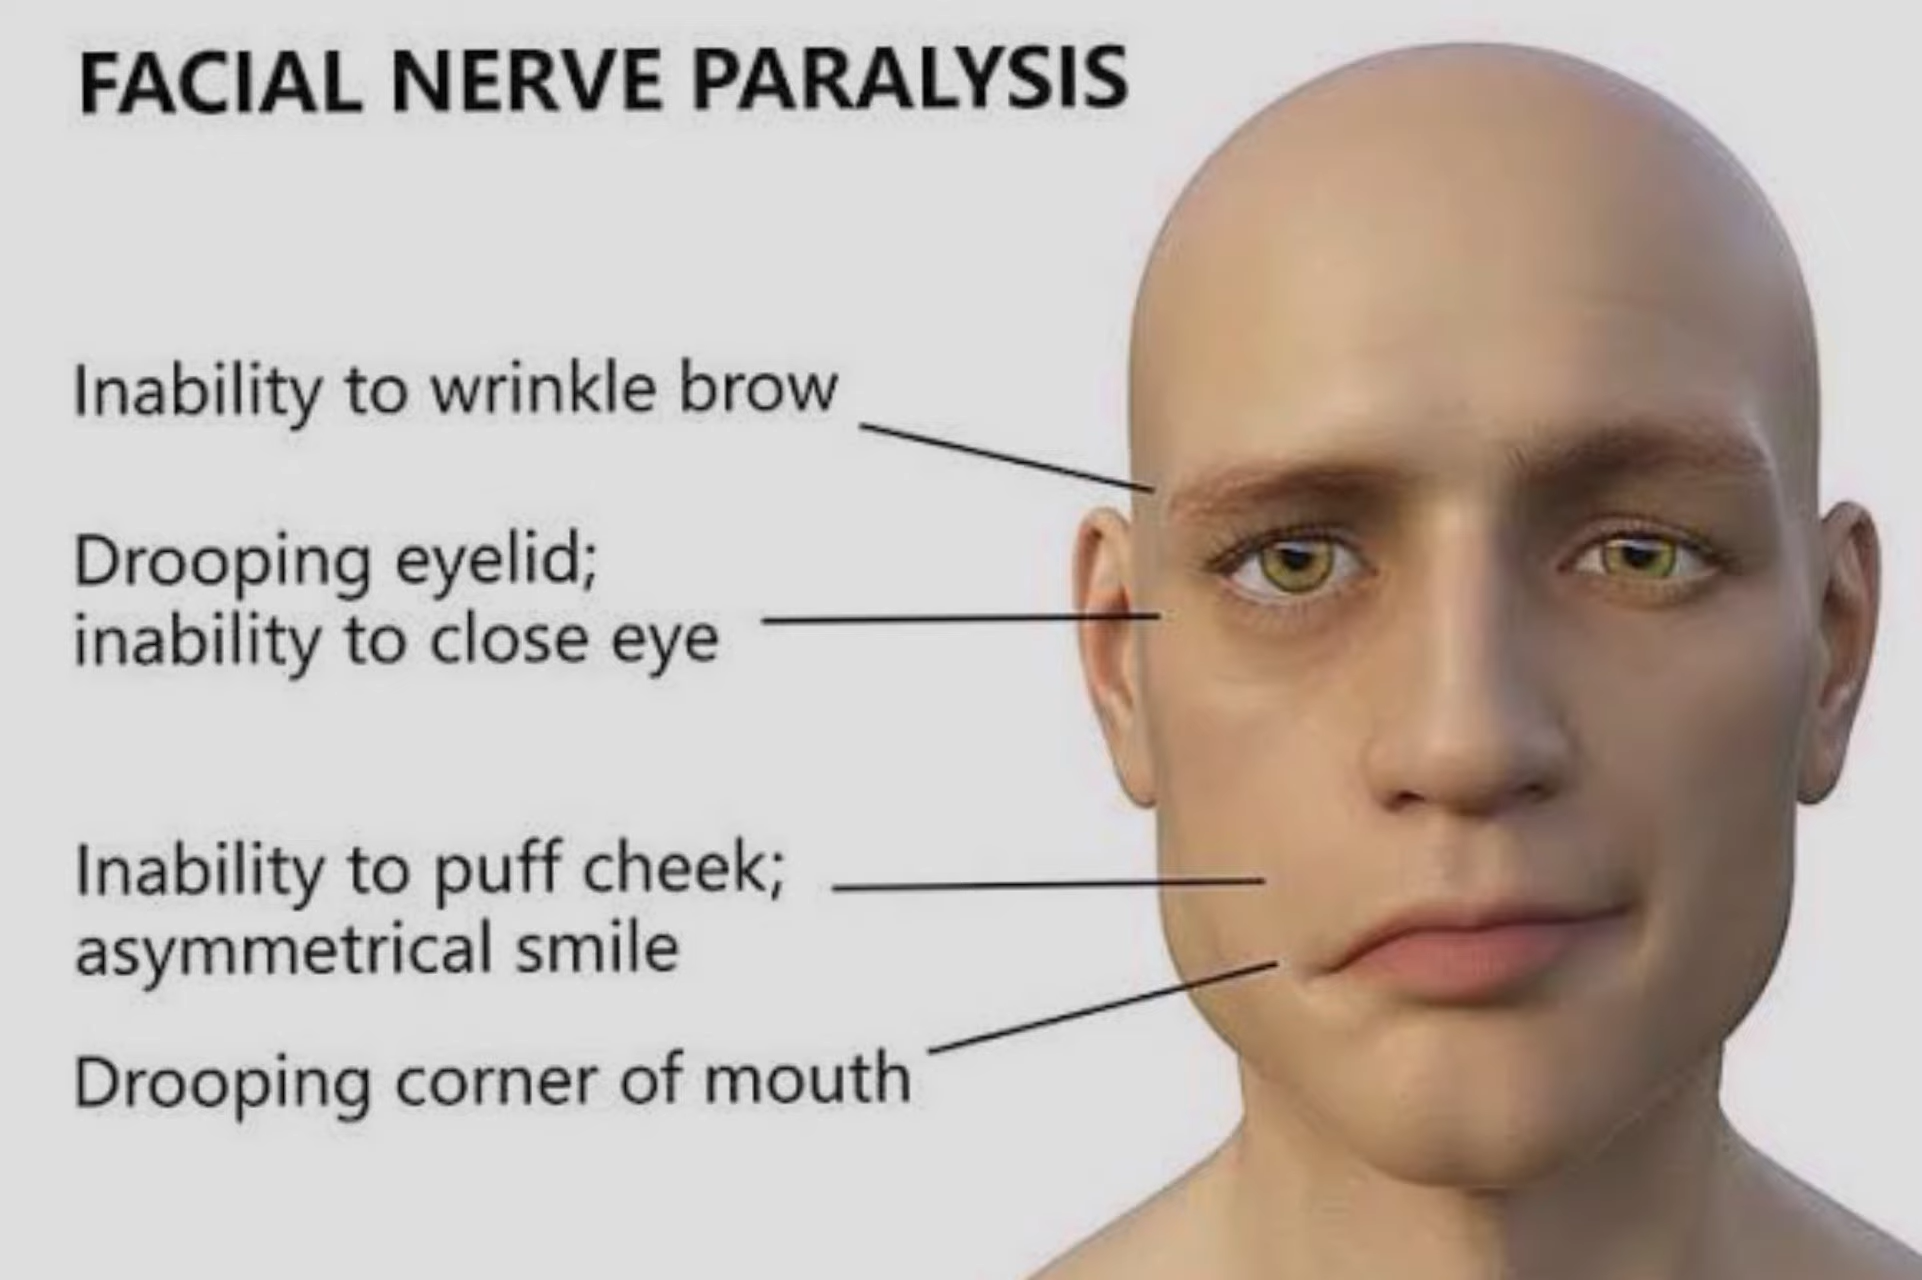 FACIAL NERVE PARALYSIS
Inability to wrinkle brow
Drooping eyelid;
inability to close eye
Inability to puff cheek;
asymmetrical smile
Drooping corner of mouth